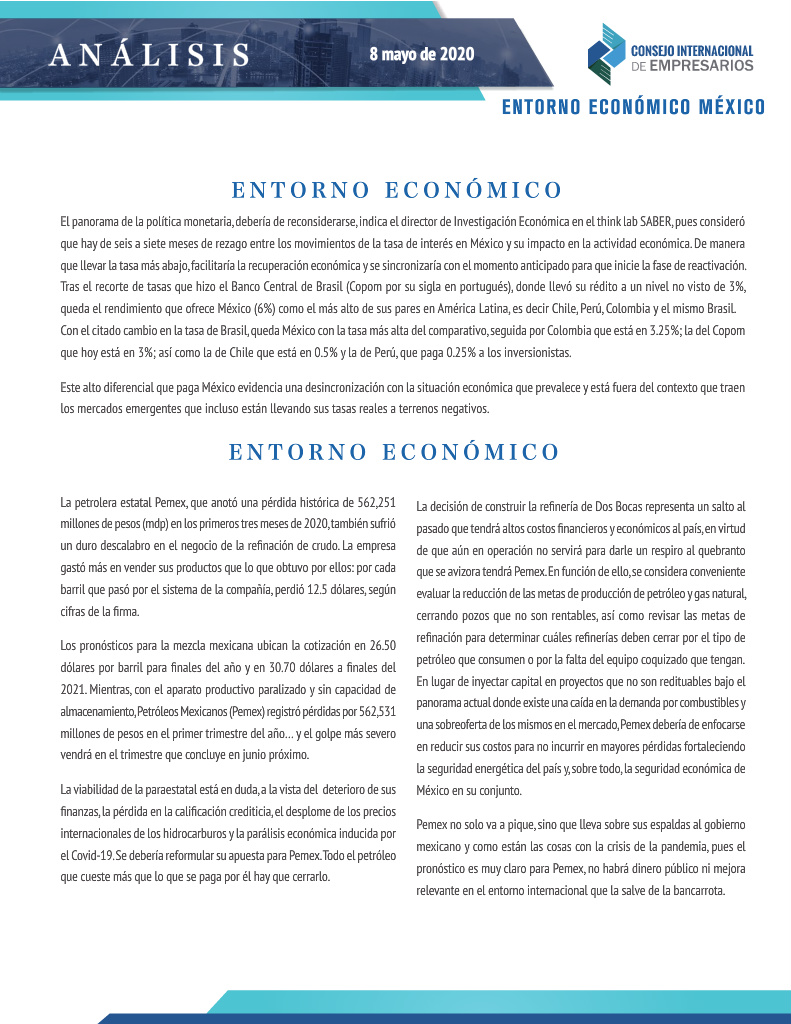 ANÁLISIS
8 mayo de 2020
CONSEJO INTERNACIONAL
DE EMPRESARIOS
ENTORNO ECONÓMICO MÉXICO
ENTORNO ECONÓMICO
El panorama de la política monetaria, debería de reconsiderarse, indica el director de Investigación Económica en el think lab SABER, pues consideró
que hay de seis a siete meses de rezago entre los movimientos de la tasa de interés en México y su impacto en la actividad económica. De manera
que llevar la tasa más abajo, facilitaría la recuperación económica y se sincronizaría con el momento anticipado para que inicie la fase de reactivación.
Tras el recorte de tasas que hizo el Banco Central de Brasil (Copom por su sigla en portugués), donde llevó su rédito a un nivel no visto de 3%,
queda el rendimiento que ofrece México (6%) como el más alto de sus pares en América Latina, es decir Chile, Perú, Colombia y el mismo Brasil.
Con el citado cambio en la tasa de Brasil, queda México con la tasa más alta del comparativo, seguida por Colombia que está en 3.25%; la del Copom
que hoy está en 3%; así como la de Chile que está en 0.5% y la de Perú, que paga 0.25% a los inversionistas.
Este alto diferencial que paga México evidencia una desincronización con la situación económica que prevalece y está fuera del contexto que traen
los mercados emergentes que incluso están llevando sus tasas reales a terrenos negativos.
ENTORNO ECONÓMICO
La petrolera estatal Pemex, que anotó una pérdida histórica de 562,251
millones de pesos (mdp) en los primeros tres meses de 2020, también sufrió
un duro descalabro en el negocio de la refinación de crudo. La empresa
gastó más en vender sus productos que lo que obtuvo por ellos: por cada
barril que pasó por el sistema de la compañía, perdió 12.5 dólares, según
cifras de la firma.
Los pronósticos para la mezcla mexicana ubican la cotización en 26.50
dólares por barril para finales del año y en 30.70 dólares a finales del
2021. Mientras, con el aparato productivo paralizado y sin capacidad de
almacenamiento, Petróleos Mexicanos (Pemex) registró pérdidas por 562,531
millones de pesos en el primer trimestre del año... y el golpe más severo
vendrá en el trimestre que concluye en junio próximo.
La viabilidad de la paraestatal está en duda, a la vista del deterioro de sus
finanzas, la pérdida en la calificación crediticia, el desplome de los precios
internacionales de los hidrocarburos y la parálisis económica inducida por
el Covid-19. Se debería reformular su apuesta para Pemex. Todo el petróleo
que cueste más que lo que se paga por él hay que cerrarlo.
La decisión de construir la refinería de Dos Bocas representa un salto al
pasado que tendrá altos costos financieros y económicos al país, en virtud
de que aún en operación no servirá para darle un respiro al quebranto
que se avizora tendrá Pemex. En función de ello, se considera conveniente
evaluar la reducción de las metas de producción de petróleo y gas natural,
cerrando pozos que no son rentables, así como revisar las metas de
refinación para determinar cuáles refinerías deben cerrar por el tipo de
petróleo que consumen o por la falta del equipo coquizado que tengan.
En lugar de inyectar capital en proyectos que no son redituables bajo el
panorama actual donde existe una caída en la demanda por combustibles y
una sobreoferta de los mismos en el mercado, Pemex debería de enfocarse
en reducir sus costos para no incurrir en mayores pérdidas fortaleciendo
la seguridad energética del país y, sobre todo, la seguridad económica de
México en su conjunto.
Pemex no solo va a pique, sino que lleva sobre sus espaldas al gobierno
mexicano y como están las cosas con la crisis de la pandemia, pues el
pronóstico es muy claro para Pemex, no habrá dinero público ni mejora
relevante en el entorno internacional que la salve de la bancarrota.